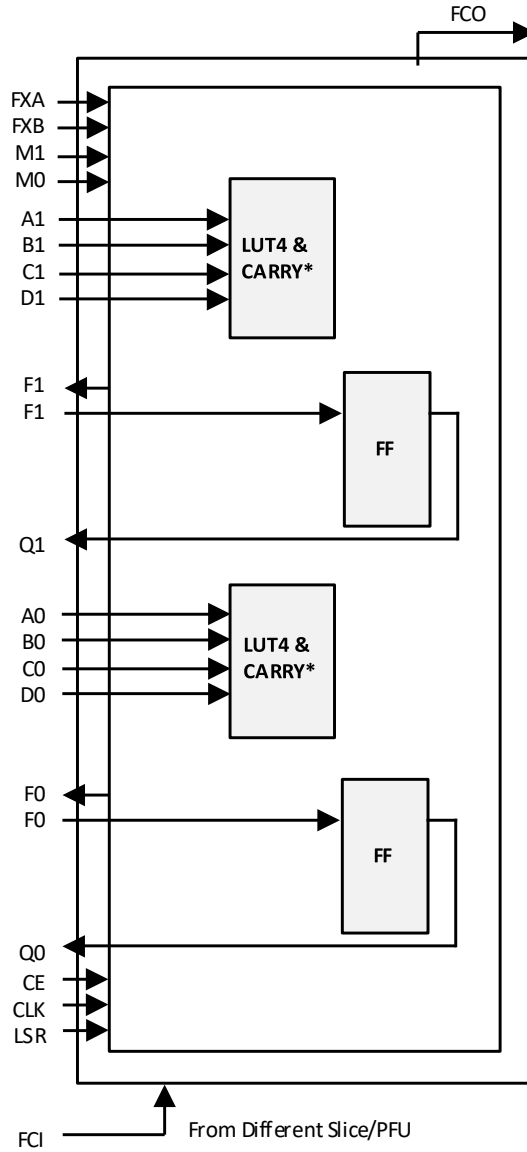 FCO
FXA
FXB
M1
M0
A1
B1
C1
D1
LUT4 &
CARRY*
F1
F1
FF
Q1
A0
B0
C0
D0
LUT4 &
CARRY*
F0
F0
FF
Q0
CE
CLK
LSR
From Different Slice/PFU
FCI